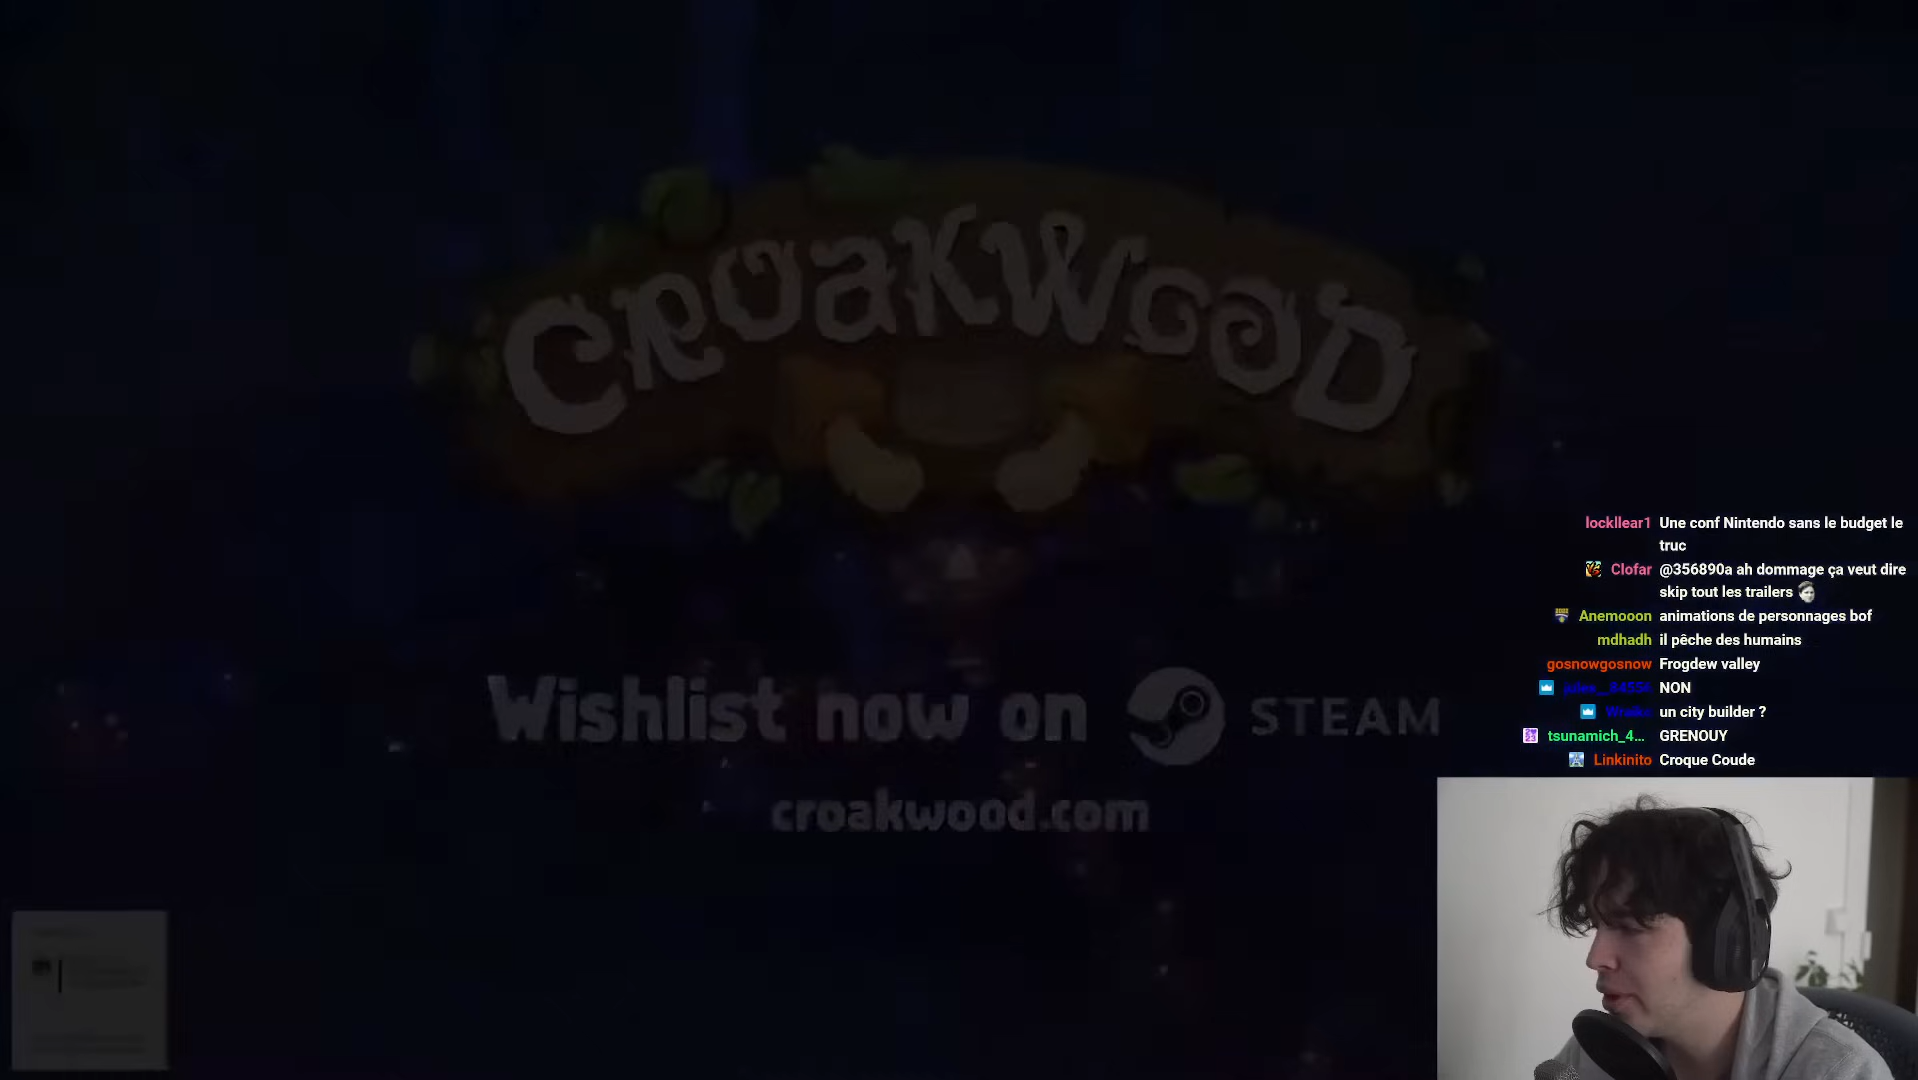 CROAKWOOD
Wishlist now on STEAM
croakwood.com
lockllear1 Une conf Nintendo sans le budget le
truc
Clofar @356890a ah dommage ça veut dire
skip tout les trailers
Anemooon animations de personnages bof
mdhadh il pêche des humains
gosnowgosnow Frogdew valley
NON
un city builder ?
tsunamich_4... GRENOUY
Linkinito Croque Coude